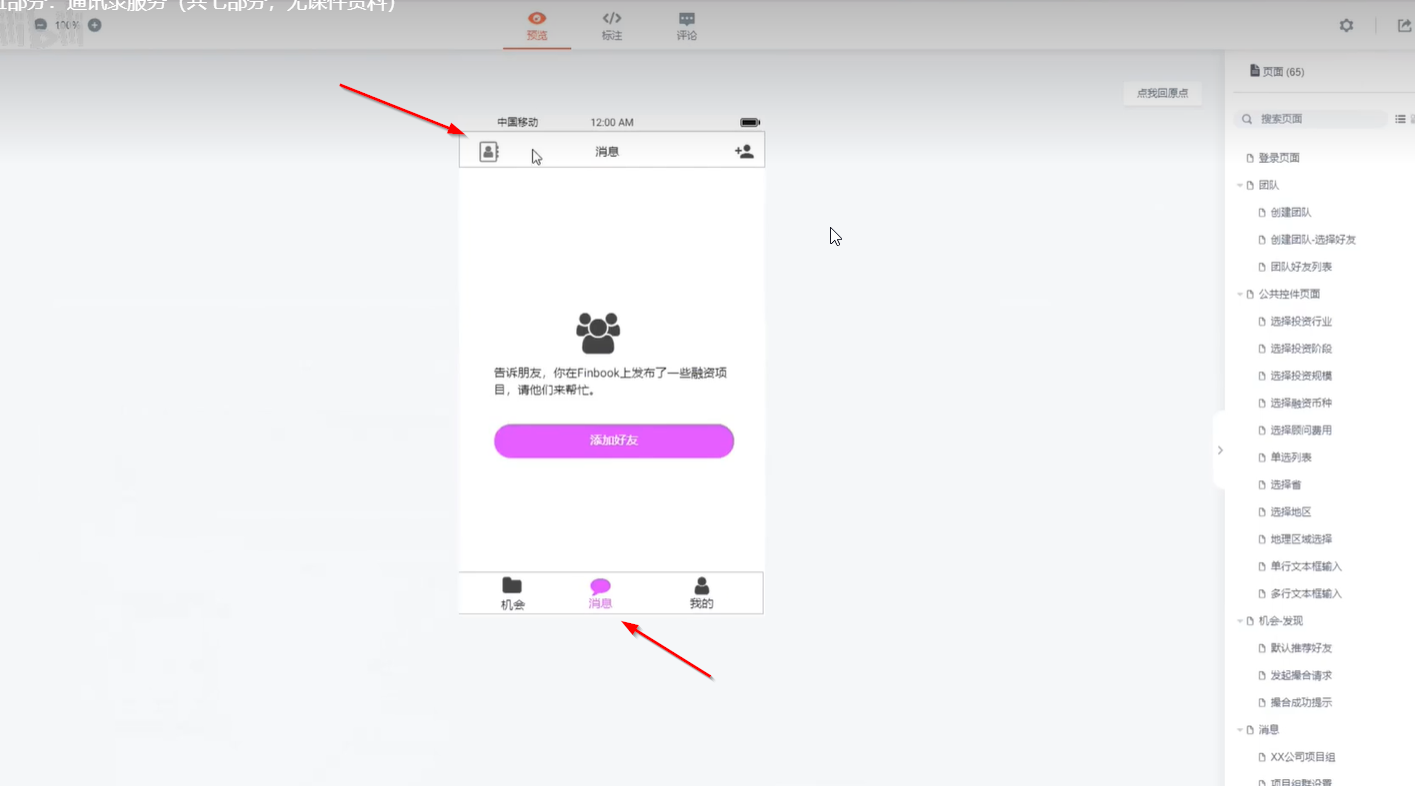 1部分：通讯录服务（共七部分，无课件资料）
100%
预览
标注
评论
点我回原点
中国移动
12:00 AM
消息
告诉朋友，你在Finbook上发布了一些融资项
目，请他们来帮忙。
添加好友
机会
消息
我的
页面 (65)
搜索页面
登录页面
团队
创建团队
创建团队-选择好友
团队好友列表
公共控件页面
选择投资行业
选择投资阶段
选择投资规模
选择融资币种
选择顾问费用
单选列表
选择省
选择地区
地理区域选择
单行文本框输入
多行文本框输入
机会-发现
默认推荐好友
发起撮合请求
撮合成功提示
消息
XX公司项目组
项目组群设置